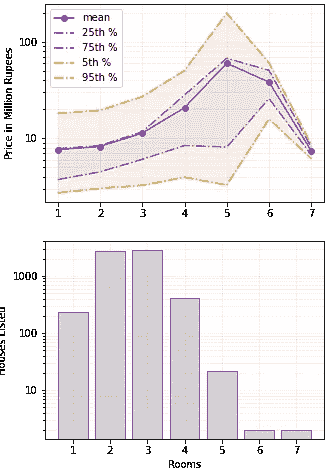 mean
25th %
75th %
5th %
95th %
100
10
Price in Million Rupees
1 2 3 4 5 6 7
1000
100
10
Houses Listed
1 2 3 4 5 6 7
Rooms